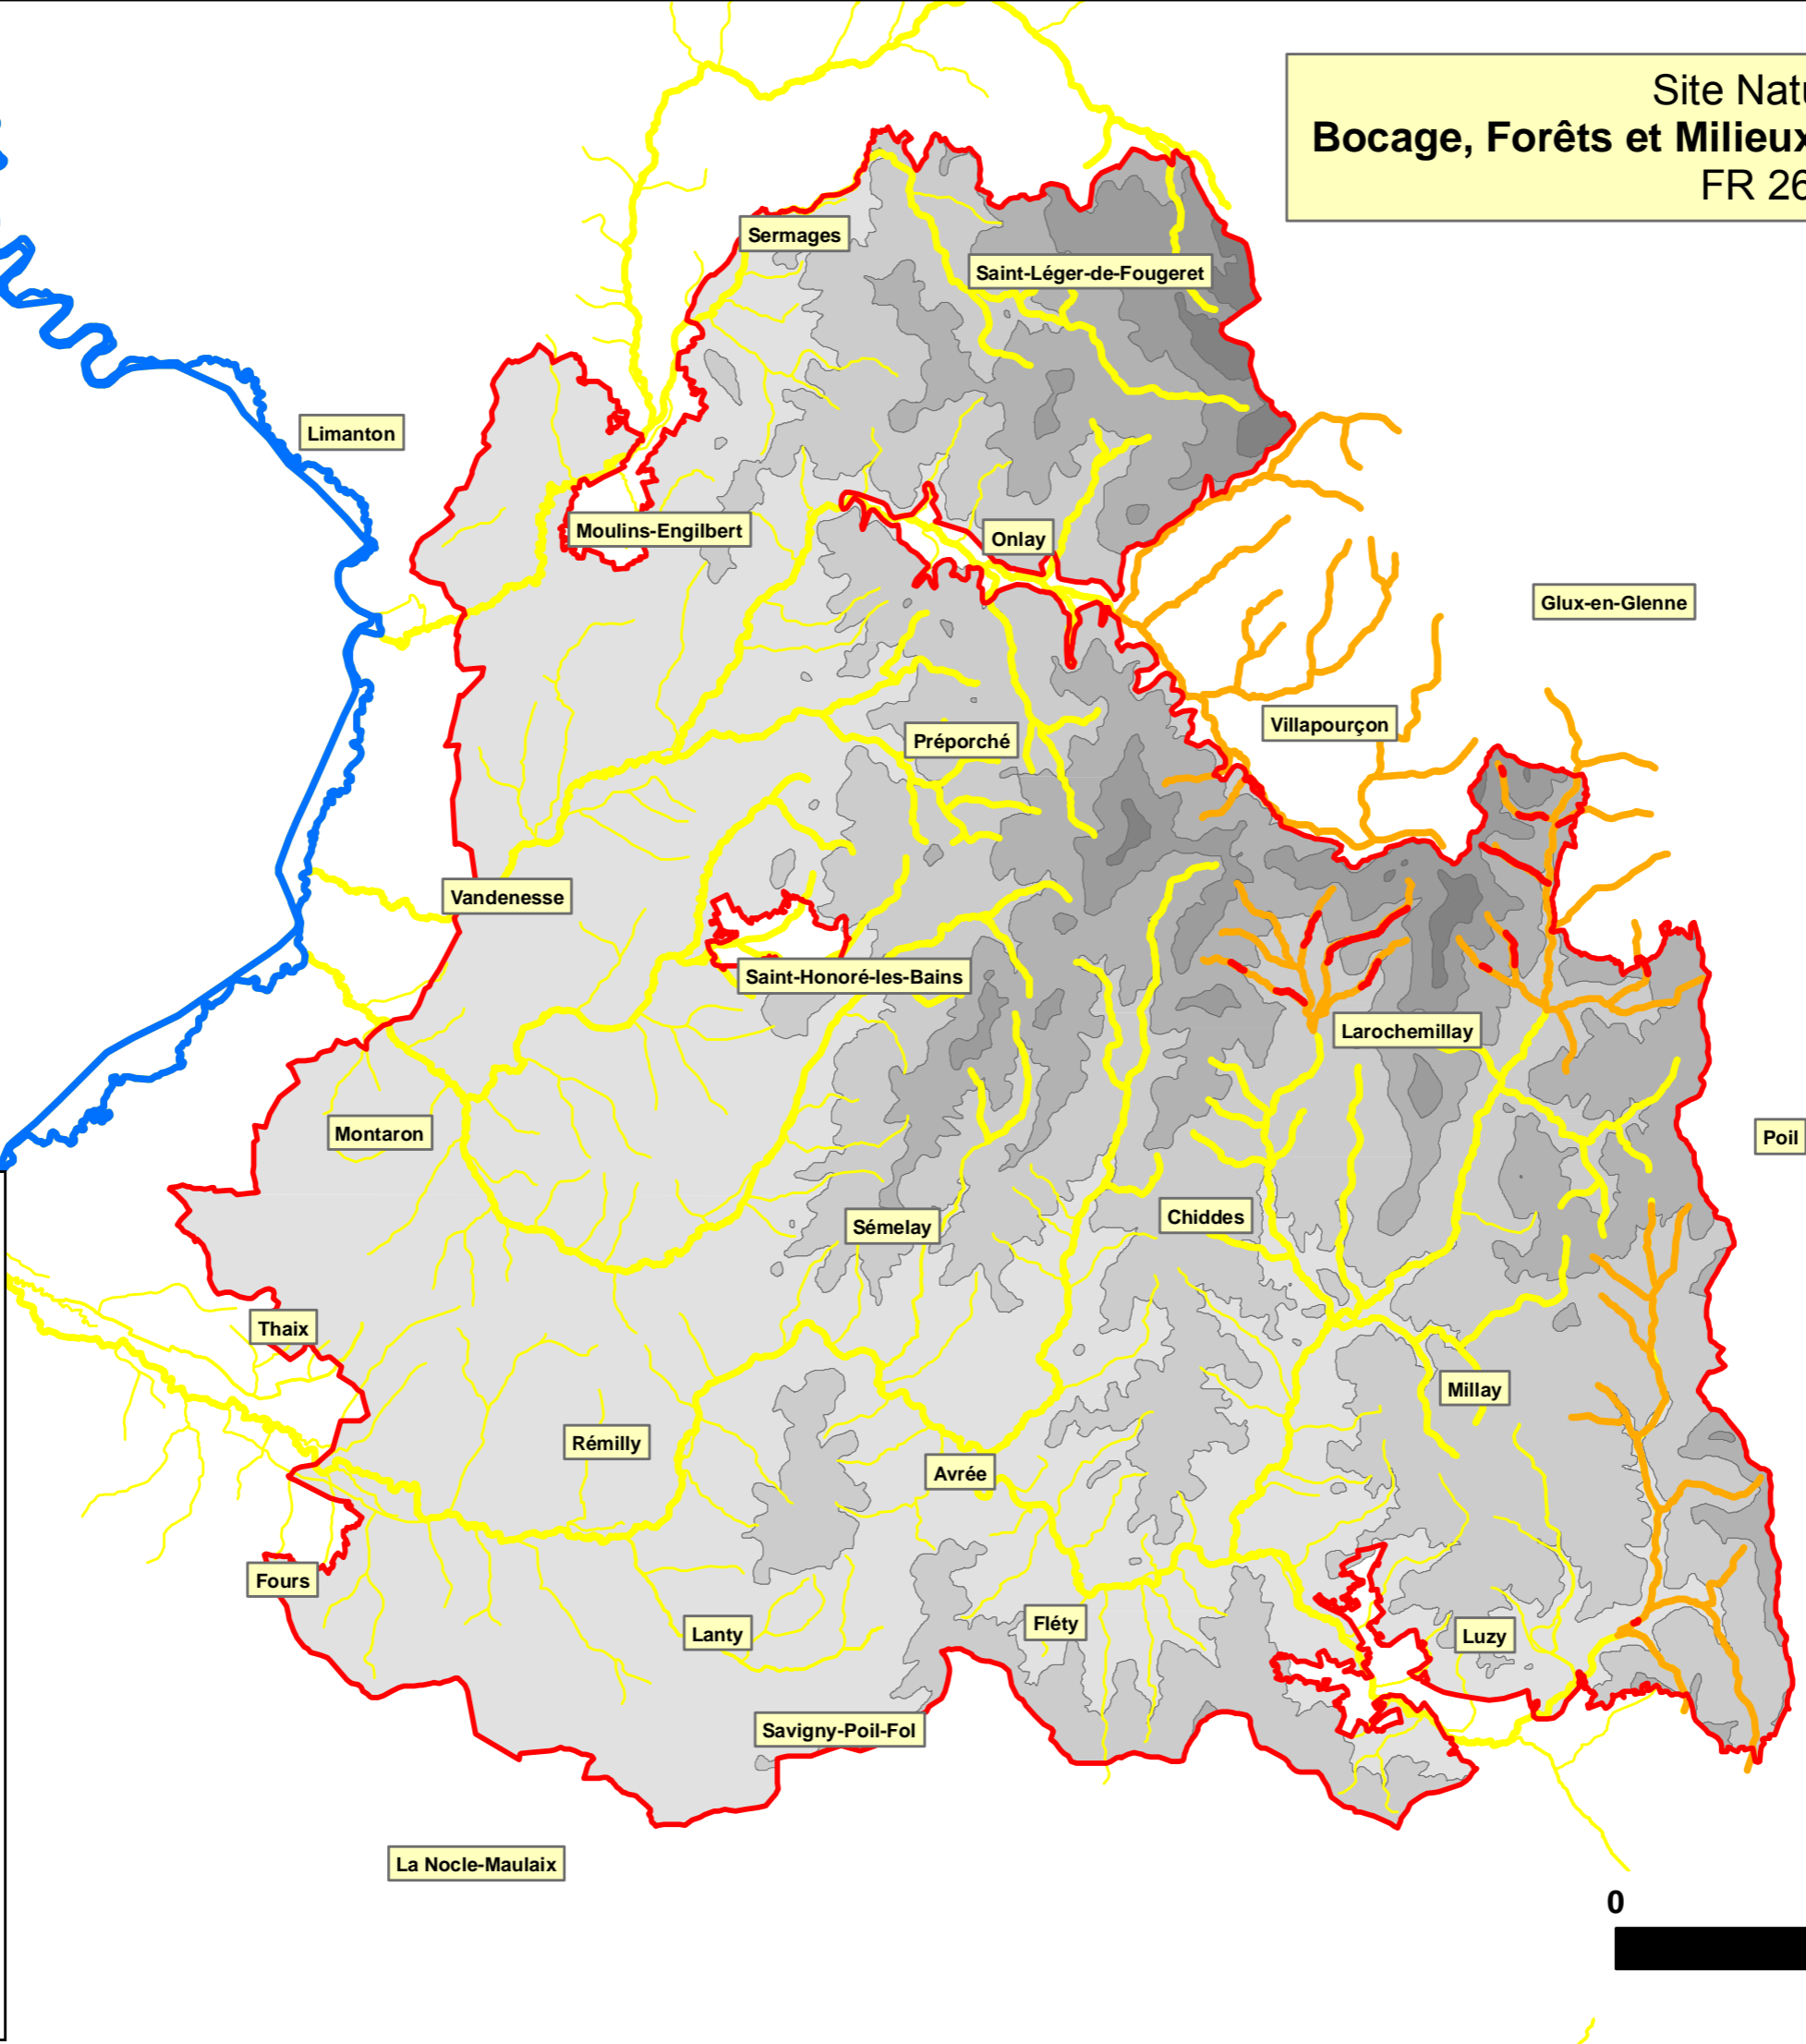 Site Natu
Bocage, Forêts et Milieux
FR 26
Sermages
Saint-Léger-de-Fougeret
Limanton
Moulins-Engilbert
Onlay
Glux-en-Glenne
Villapourçon
Préporché
Vandenesse
Saint-Honoré-les-Bains
Larochemillay
Montaron
Poil
Sémelay
Chiddes
Thaix
Millay
Rémilly
Avrée
Fours
Lanty
Fléty
Luzy
Savigny-Poil-Fol
La Nocle-Maulaix
0